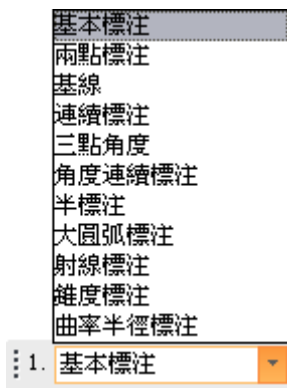 基本標注
兩點標注
基線
連續標注
三點角度
角度連續標注
半標注
大圓弧標注
射線標注
錐度標注
曲率半徑標注
1. 基本標注